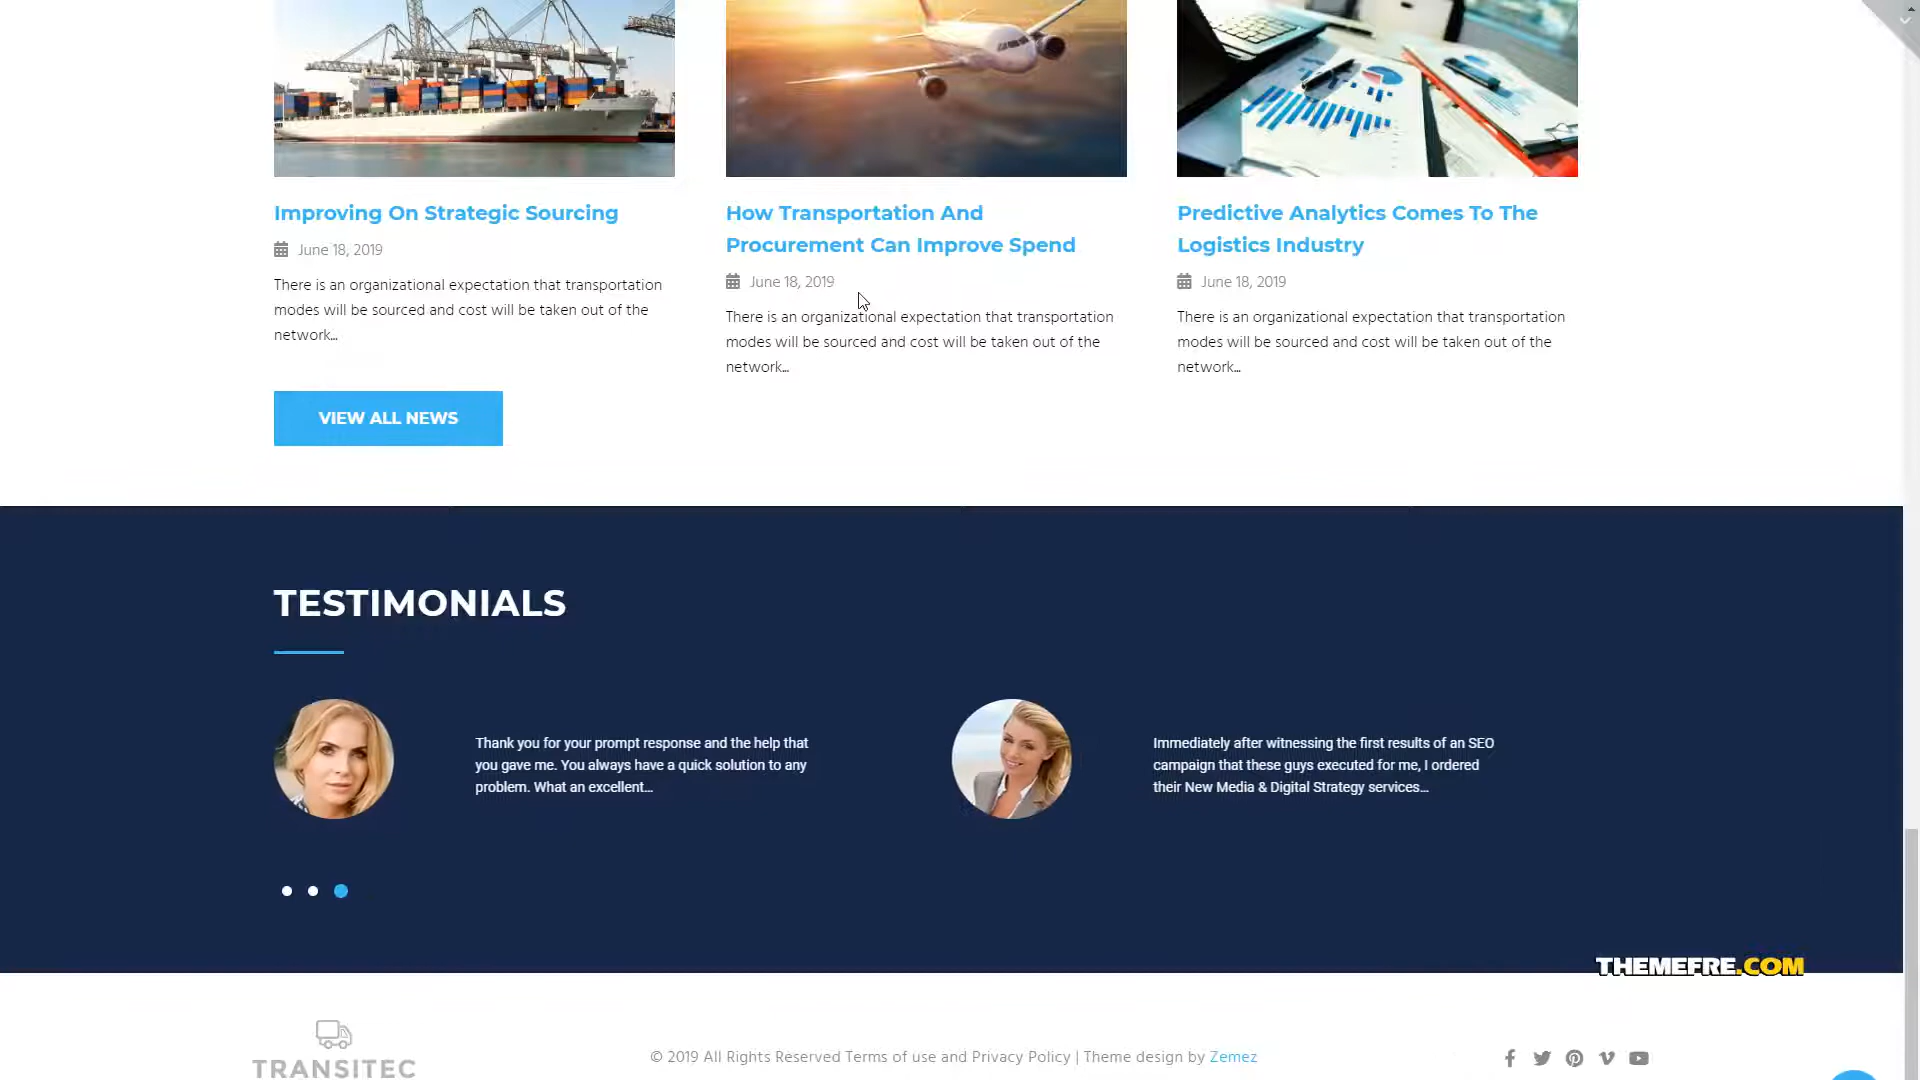 Improving On Strategic Sourcing
June 18, 2019
There is an organizational expectation that transportation
modes will be sourced and cost will be taken out of the
network...
How Transportation And
Procurement Can Improve Spend
June 18, 2019
There is an organizational expectation that transportation
modes will be sourced and cost will be taken out of the
network...
Predictive Analytics Comes To The
Logistics Industry
June 18, 2019
There is an organizational expectation that transportation
modes will be sourced and cost will be taken out of the
network...
VIEW ALL NEWS
TESTIMONIALS
Thank you for your prompt response and the help that
you gave me. You always have a quick solution to any
problem. What an excellent...
Immediately after witnessing the first results of an SEO
campaign that these guys executed for me, I ordered
their New Media & Digital Strategy services...
THEMEFRE.COM
TRANSITEC
© 2019 All Rights Reserved Terms of use and Privacy Policy | Theme design by Zemez